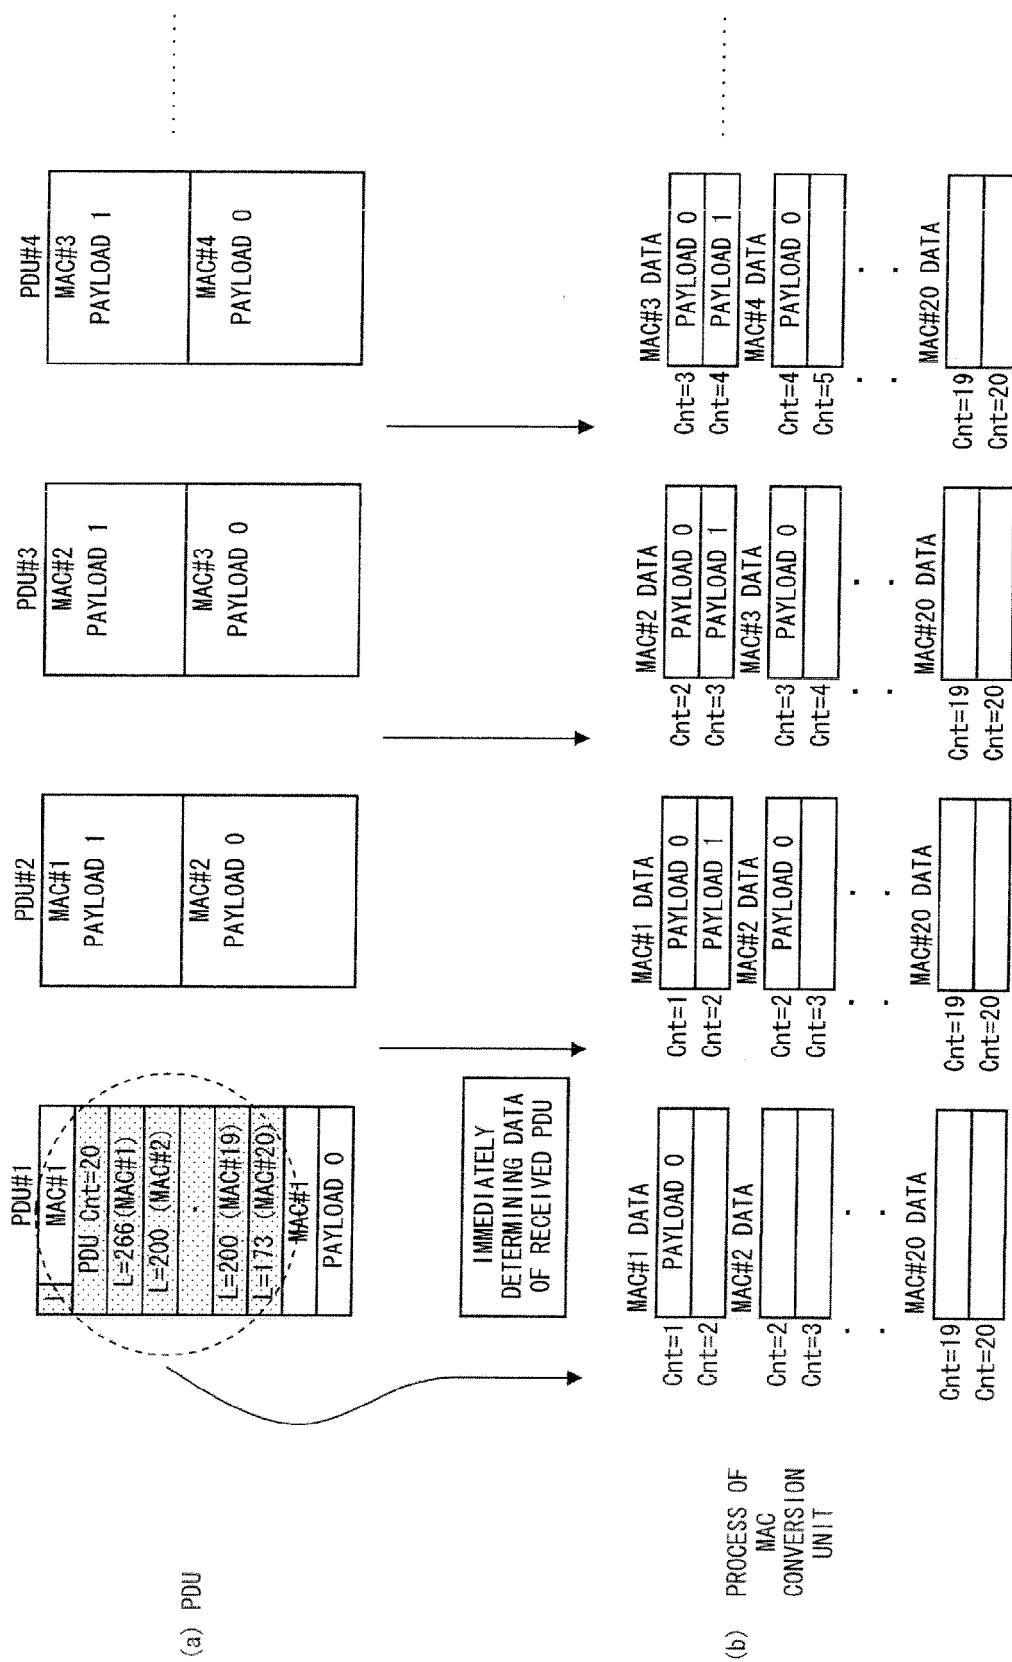 (a) PDU
PDU#1
L
MAC#1
PDU Cnt=20
L=266(MAC#1)
L=200 (MAC#2)
.
L=200 (MAC#19)
L=173 (MAC#20)
MAC#1
PAYLOAD 0
PDU#2
MAC#1
PAYLOAD 1
MAC#2
PAYLOAD 0
PDU#3
MAC#2
PAYLOAD 1
MAC#3
PAYLOAD 0
PDU#4
MAC#3
PAYLOAD 1
MAC#4
PAYLOAD 0
........
IMMEDIATELY
DETERMINING DATA
OF RECEIVED PDU
(b) PROCESS OF
MAC
CONVERSION
UNIT
MAC#1 DATA
Cnt=1 PAYLOAD 0
Cnt=2
MAC#2 DATA
Cnt=2
Cnt=3
. .
. .
MAC#20 DATA
Cnt=19
Cnt=20
MAC#1 DATA
Cnt=1 PAYLOAD 0
Cnt=2 PAYLOAD 1
MAC#2 DATA
Cnt=2 PAYLOAD 0
Cnt=3
. .
. .
MAC#20 DATA
Cnt=19
Cnt=20
MAC#2 DATA
Cnt=2 PAYLOAD 0
Cnt=3 PAYLOAD 1
MAC#3 DATA
Cnt=3 PAYLOAD 0
Cnt=4
. .
. .
MAC#20 DATA
Cnt=19
Cnt=20
MAC#3 DATA
Cnt=3 PAYLOAD 0
Cnt=4 PAYLOAD 1
MAC#4 DATA
Cnt=4 PAYLOAD 0
Cnt=5
. .
. .
MAC#20 DATA
Cnt=19
Cnt=20
........